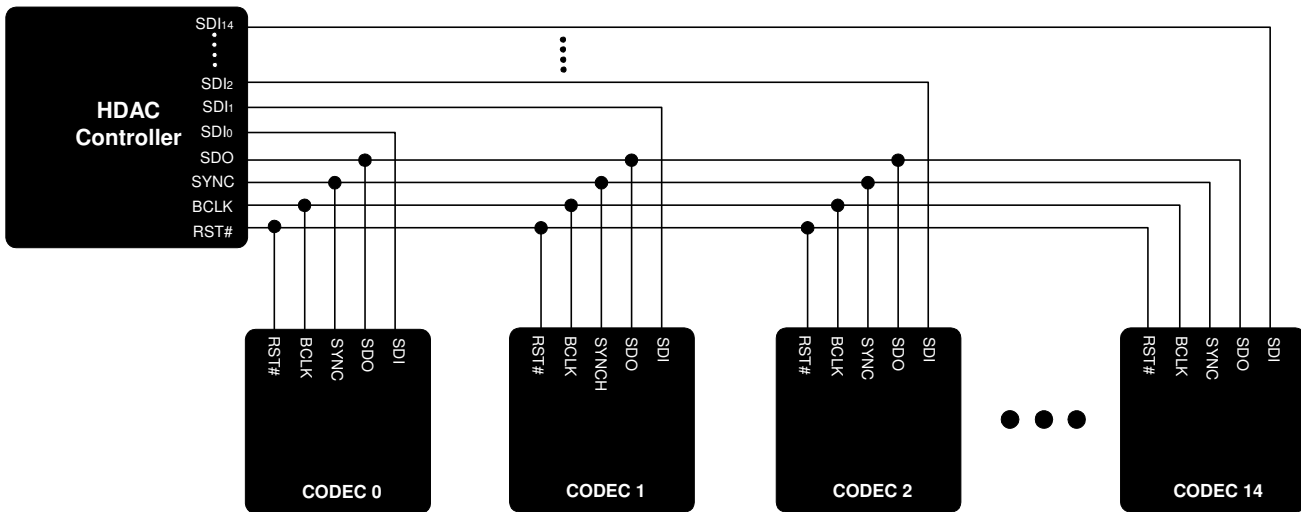 SDI14
SDI2
HDAC
Controller
SDI1
SDI0
SDO
SYNC
BCLK
RST#
RST#
BCLK
SYNC
SDO
SDI
CODEC 0
RST#
BCLK
SYNCH
SDO
SDI
CODEC 1
RST#
BCLK
SYNC
SDO
SDI
CODEC 2
RST#
BCLK
SYNC
SDO
SDI
CODEC 14